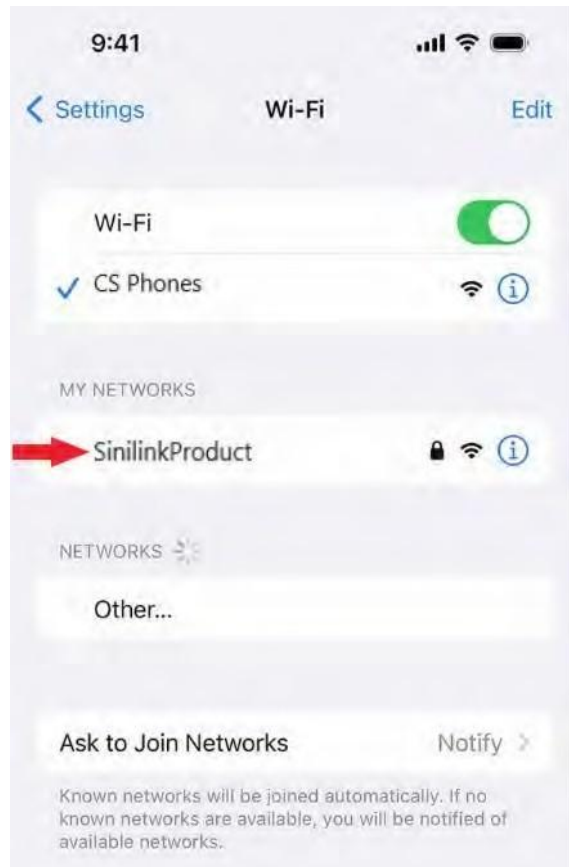 9:41
Settings
Wi-Fi
Edit
Wi-Fi
CS Phones
MY NETWORKS
SinilinkProduct
NETWORKS
Other...
Ask to Join Networks
Notify
Known networks will be joined automatically. If no
known networks are available, you will be notified of
available networks.